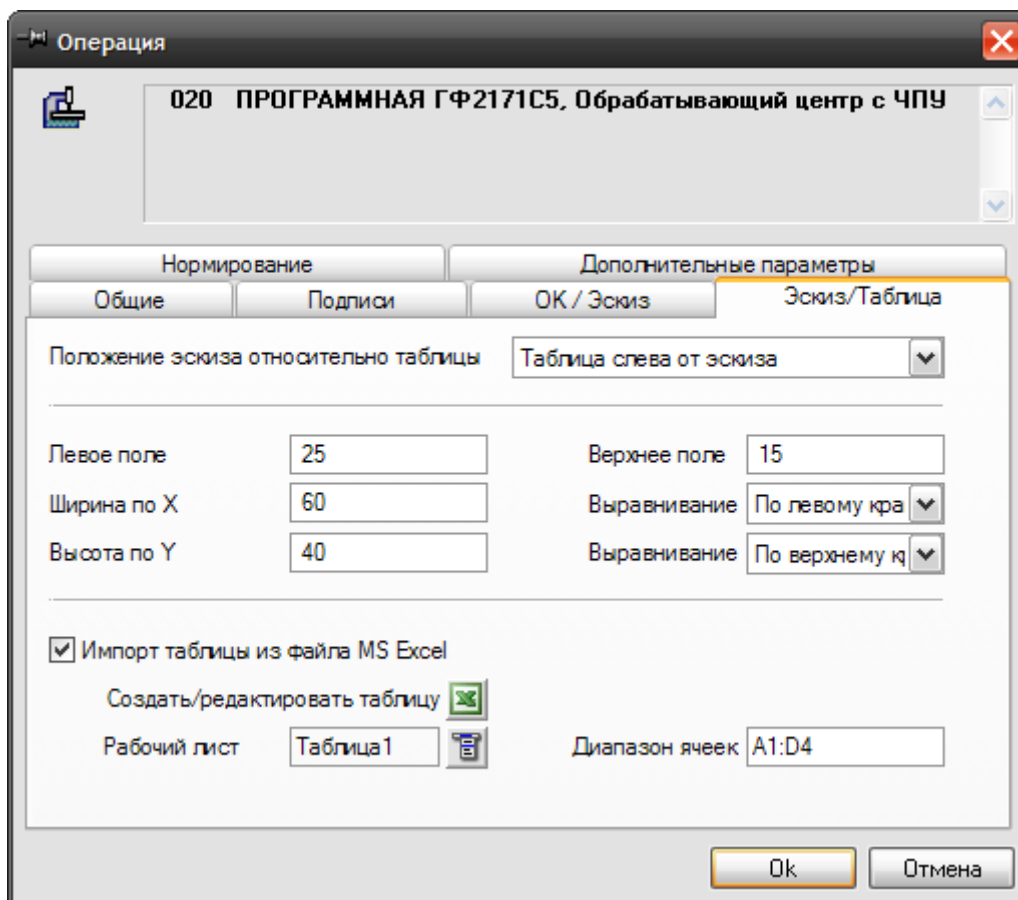 Операция
020 ПРОГРАММНАЯ ГФ2171С5, Обрабатывающий центр с ЧПУ
Нормирование Дополнительные параметры
Общие Подписи ОК / Эскиз Эскиз/Таблица
Положение эскиза относительно таблицы Таблица слева от эскиза
Левое поле 25 Верхнее поле 15
Ширина по X 60 Выравнивание По левому кра
Высота по Y 40 Выравнивание По верхнему к
Импорт таблицы из файла MS Excel
Создать/редактировать таблицу
Рабочий лист Таблица1 Диапазон ячеек A1:D4
Ok Отмена